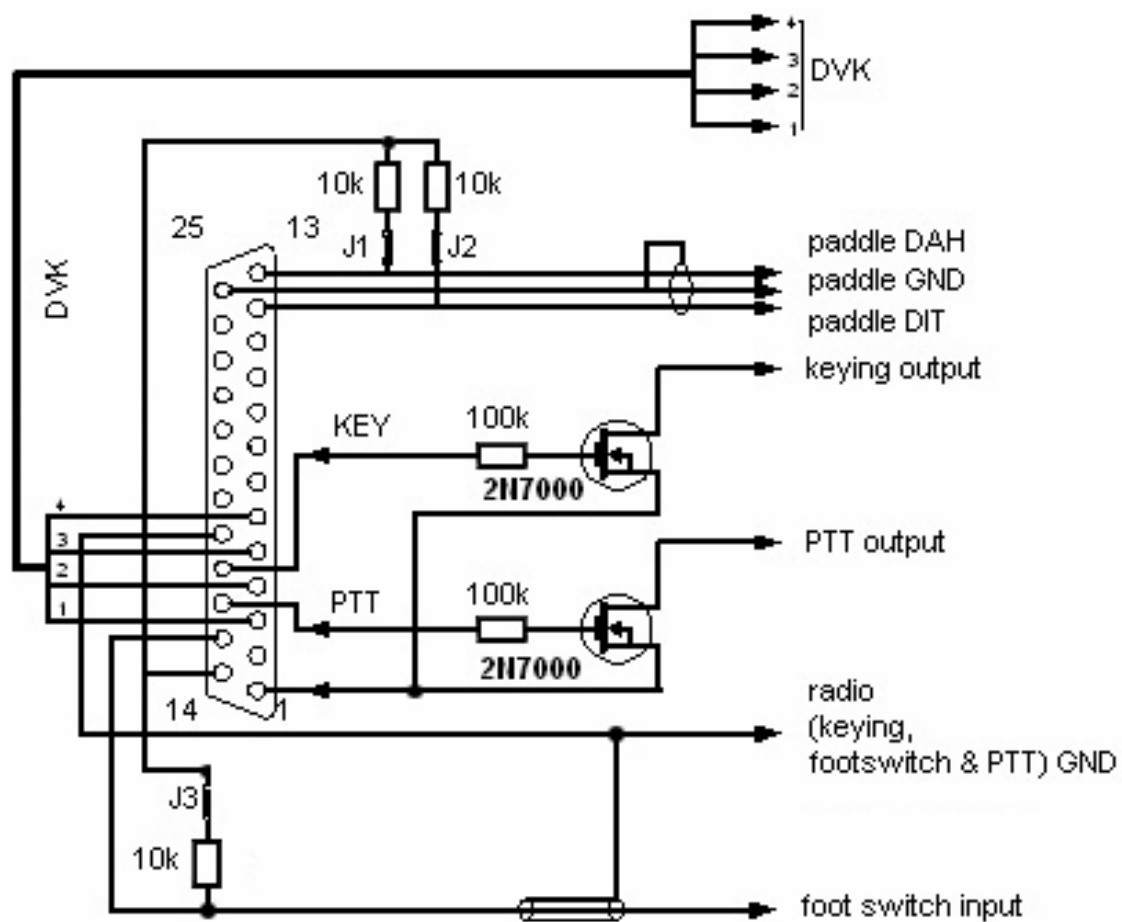 4
3
DVK
2
1
10k
10k
25
13
J1
J2
DVK
paddle DAH
paddle GND
paddle DIT
keying output
KEY
100k
2N7000
4
3
2
1
PTT output
PTT
100k
2N7000
14
1
radio
(keying,
footswitch & PTT) GND
J3
10k
foot switch input